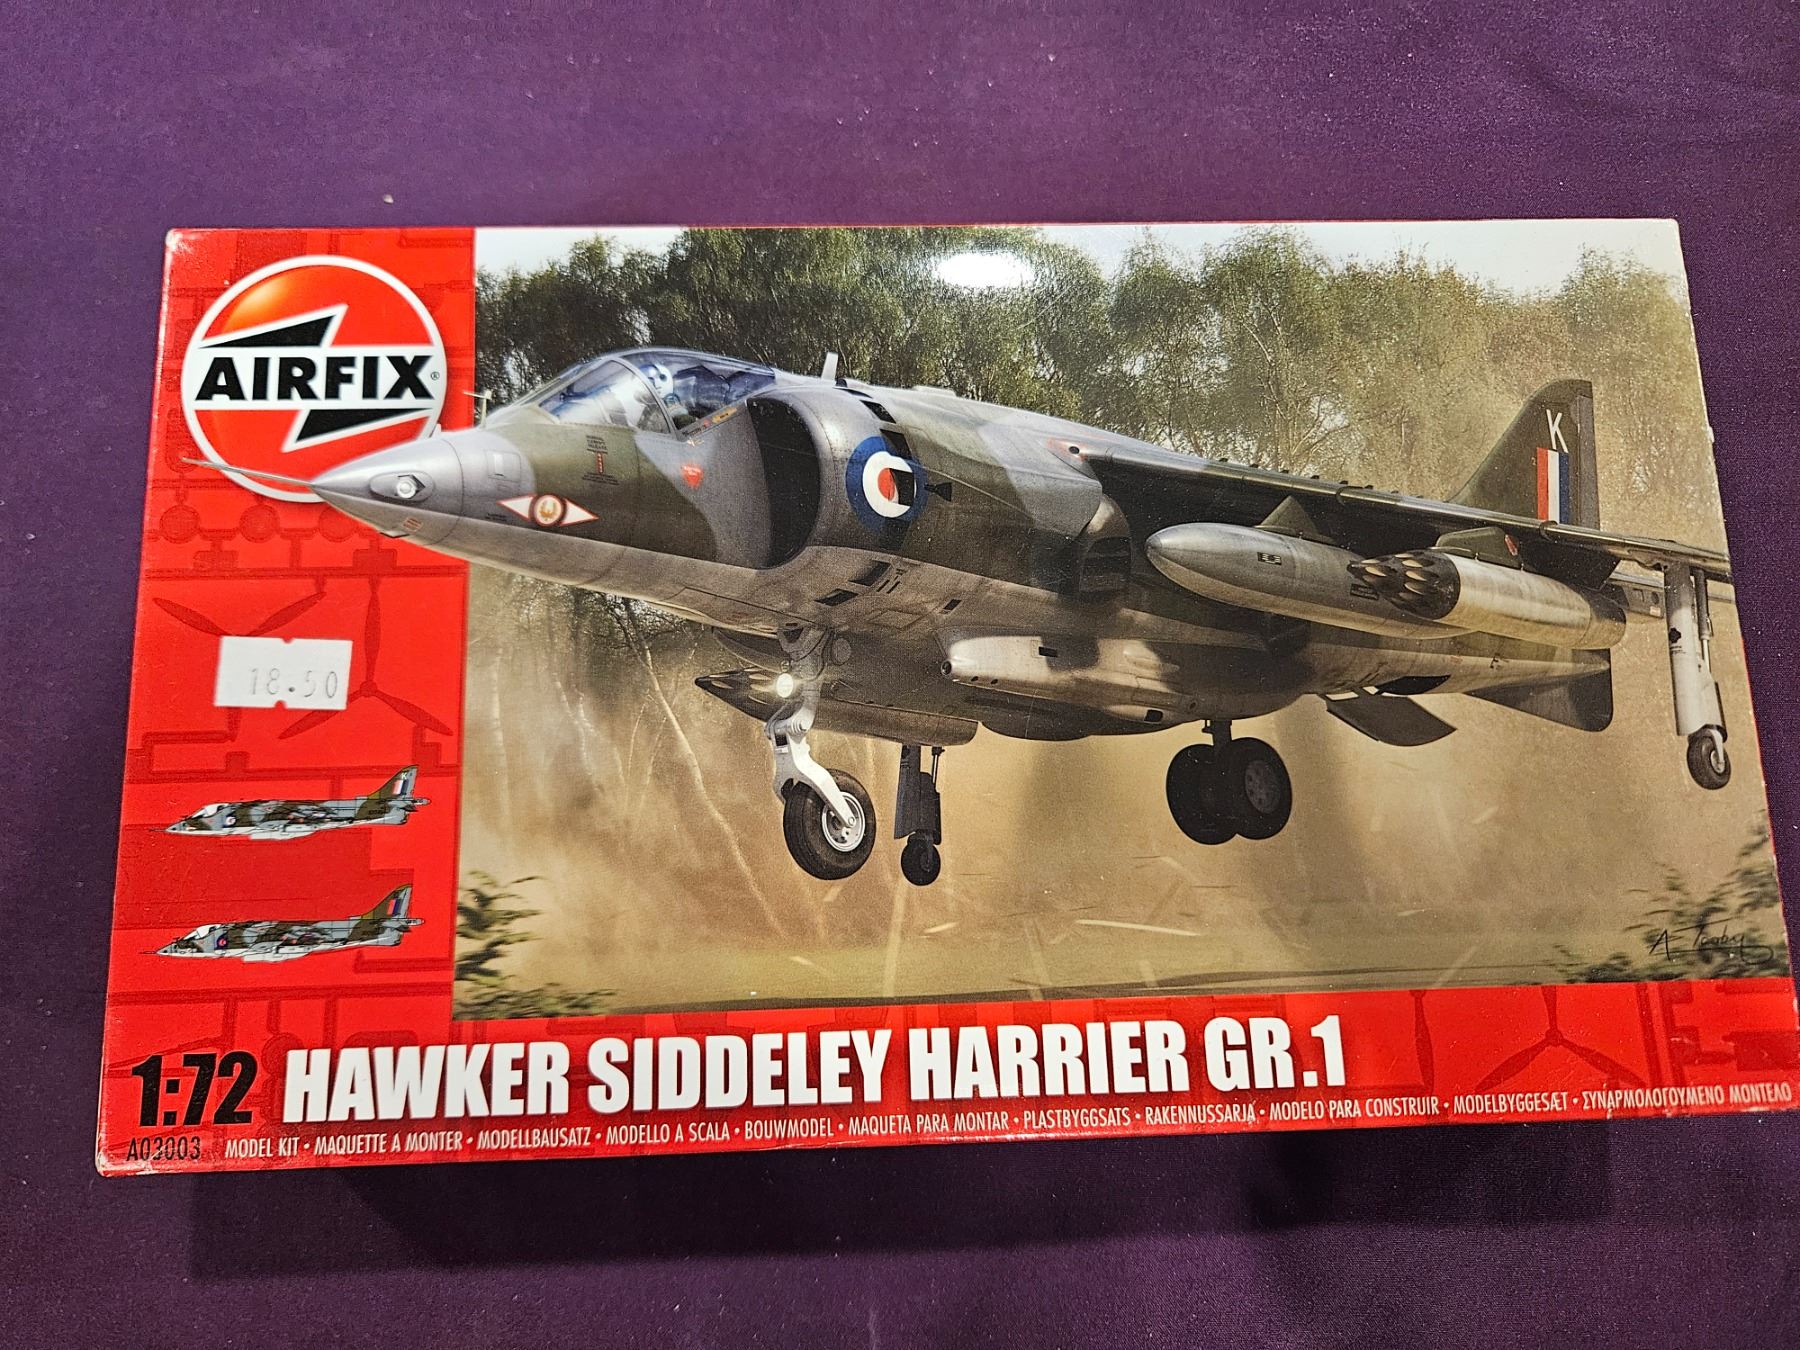 AIRFIX®
K
18.50
A Tooby
1:72 HAWKER SIDDELEY HARRIER GR.1
A03003 MODEL KIT • MAQUETTE A MONTER • MODELLBAUSATZ • MODELLO A SCALA • BOUWMODEL • MAQUETA PARA MONTAR • PLASTBYGGSATS • RAKENNUSSARJA • MODELO PARA CONSTRUIR • MODELBYGGESÆT • ΣΥΝΑΡΜΟΛΟΓΟΥΜΕΝΟ ΜΟΝΤΕΛΟ